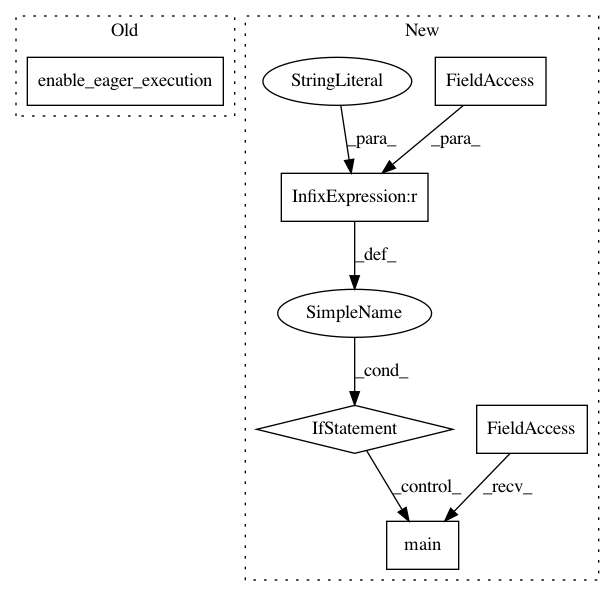 Old
New
enable_eager_execution
StringLiteral
FieldAccess
_para_
_para_
InfixExpression:r
_def_
SimpleName
_cond_
IfStatement
FieldAccess
_control_
_recv_
main